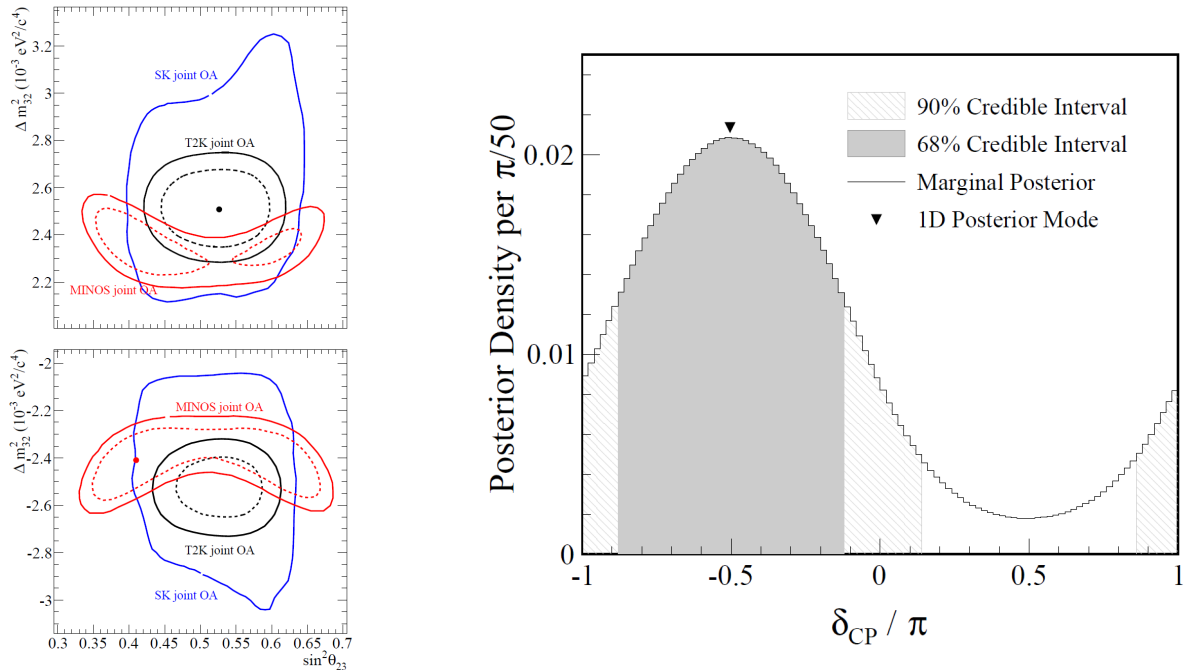 Δ m²₃₂ (10⁻³ eV²/c⁴)
3.2
3
2.8
2.6
2.4
2.2
SK joint OA
T2K joint OA
MINOS joint OA
Δ m²₃₂ (10⁻³ eV²/c⁴)
-2
-2.2
-2.4
-2.6
-2.8
-3
MINOS joint OA
T2K joint OA
SK joint OA
0.3 0.35 0.4 0.45 0.5 0.55 0.6 0.65 0.7
sin²θ₂₃
Posterior Density per π/50
0.02
0.01
0
90% Credible Interval
68% Credible Interval
Marginal Posterior
1D Posterior Mode
-1 -0.5 0 0.5 1
δ_CP / π